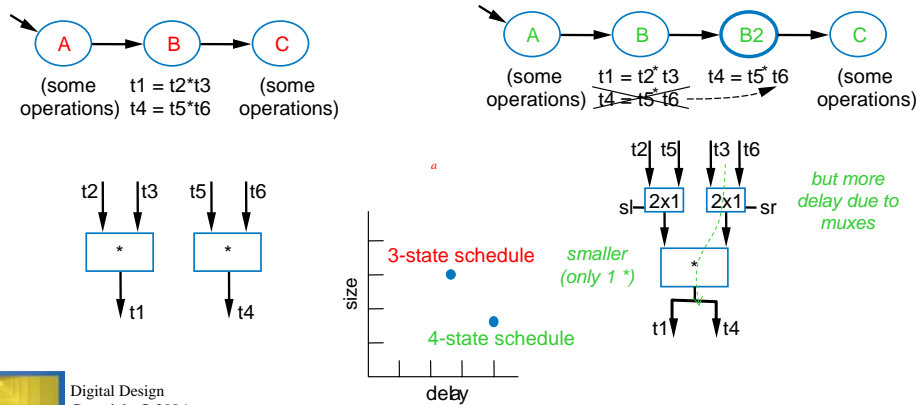 A B C
(some operations)
t1 = t2*t3
t4 = t5*t6
(some operations)
A B B2 C
(some operations)
t1 = t2* t3
t4 = t5* t6
t4 = t5* t6
(some operations)
t2 t3 t5 t6
* *
t1 t4
a
size
3-state schedule
4-state schedule
delay
t2 t5 t3 t6
sl 2x1 2x1 sr
but more
delay due to
muxes
smaller
(only 1 *)
*
t1 t4
Digital Design